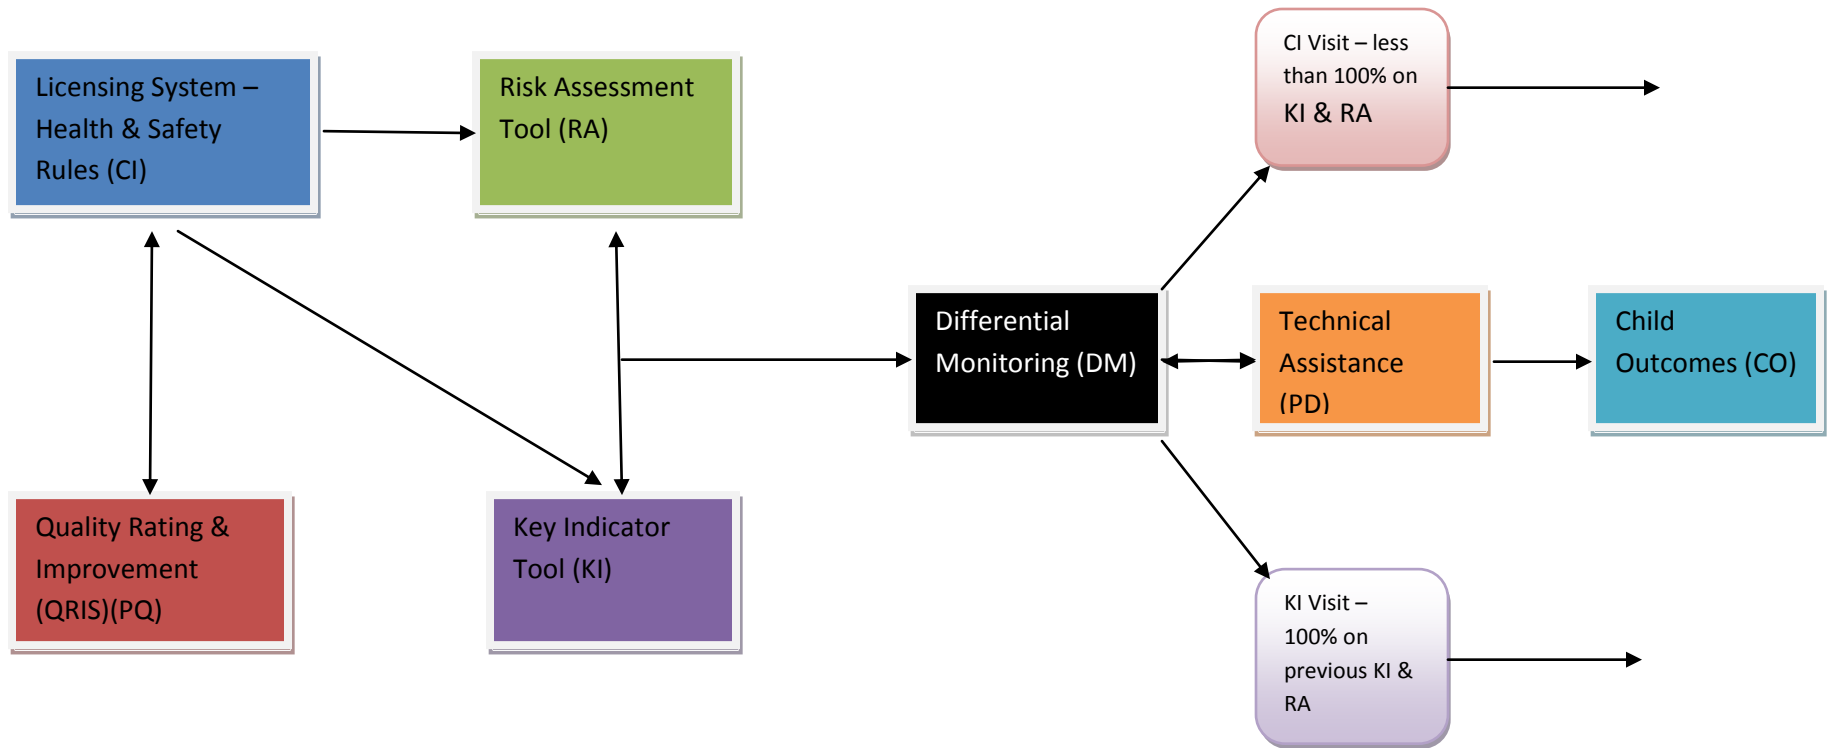 Licensing System –
Health & Safety
Rules (CI)
Risk Assessment
Tool (RA)
CI Visit – less
than 100% on
KI & RA
Differential
Monitoring (DM)
Technical
Assistance
(PD)
Child
Outcomes (CO)
Quality Rating &
Improvement
(QRIS)(PQ)
Key Indicator
Tool (KI)
KI Visit –
100% on
previous KI &
RA